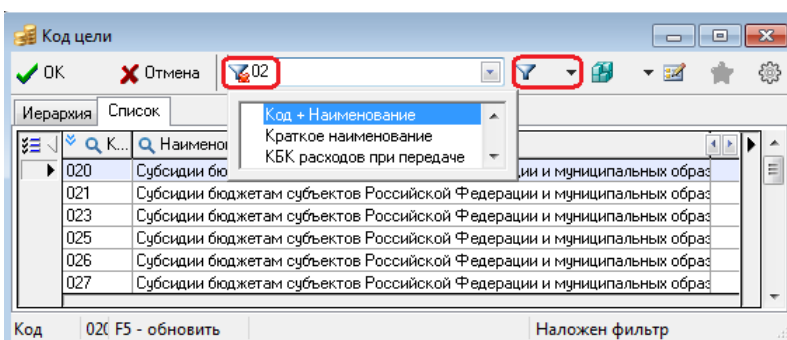 Код цели
OK Отмена 02
Иерархия Список
Код + Наименование
Краткое наименование
КБК расходов при передаче
К... Наимено
020 Субсидии бю ии и муниципальных образ
021 Субсидии бюджетам субъектов Российской Федерации и муниципальных образ
023 Субсидии бюджетам субъектов Российской Федерации и муниципальных образ
025 Субсидии бюджетам субъектов Российской Федерации и муниципальных образ
026 Субсидии бюджетам субъектов Российской Федерации и муниципальных образ
027 Субсидии бюджетам субъектов Российской Федерации и муниципальных образ
Код 020 F5 - обновить Наложен фильтр